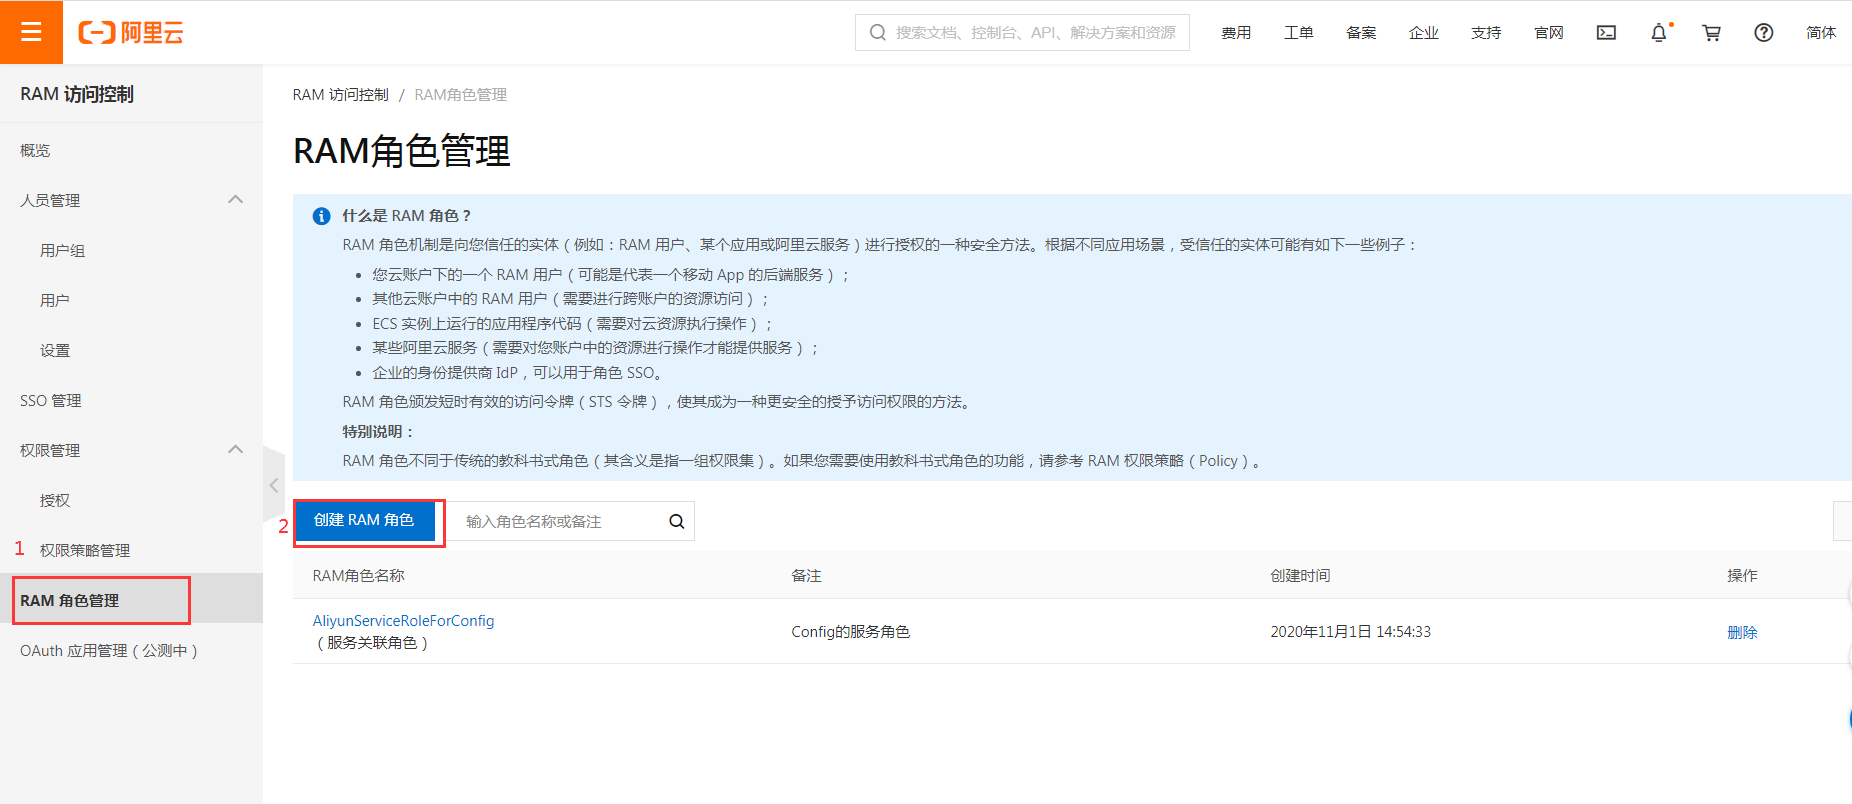 阿里云
搜索文档、控制台、API、解决方案和资源
费用
工单
备案
企业
支持
官网
简体
RAM 访问控制
概览
人员管理
用户组
用户
设置
SSO 管理
权限管理
授权
1
权限策略管理
RAM 角色管理
OAuth 应用管理（公测中）
RAM 访问控制 / RAM角色管理
RAM角色管理
什么是 RAM 角色？
RAM 角色机制是向您信任的实体（例如：RAM 用户、某个应用或阿里云服务）进行授权的一种安全方法。根据不同应用场景，受信任的实体可能有如下一些例子：
• 您云账户下的一个 RAM 用户（可能是代表一个移动 App 的后端服务）；
• 其他云账户中的 RAM 用户（需要进行跨账户的资源访问）；
• ECS 实例上运行的应用程序代码（需要对云资源执行操作）；
• 某些阿里云服务（需要对您账户中的资源进行操作才能提供服务）；
• 企业的身份提供商 IdP，可以用于角色 SSO。
RAM 角色颁发短时有效的访问令牌（STS 令牌），使其成为一种更安全的授予访问权限的方法。
特别说明：
RAM 角色不同于传统的教科书式角色（其含义是指一组权限集）。如果您需要使用教科书式角色的功能，请参考 RAM 权限策略（Policy）。
2
创建 RAM 角色
输入角色名称或备注
RAM角色名称
备注
创建时间
操作
AliyunServiceRoleForConfig
（服务关联角色）
Config的服务角色
2020年11月1日 14:54:33
删除